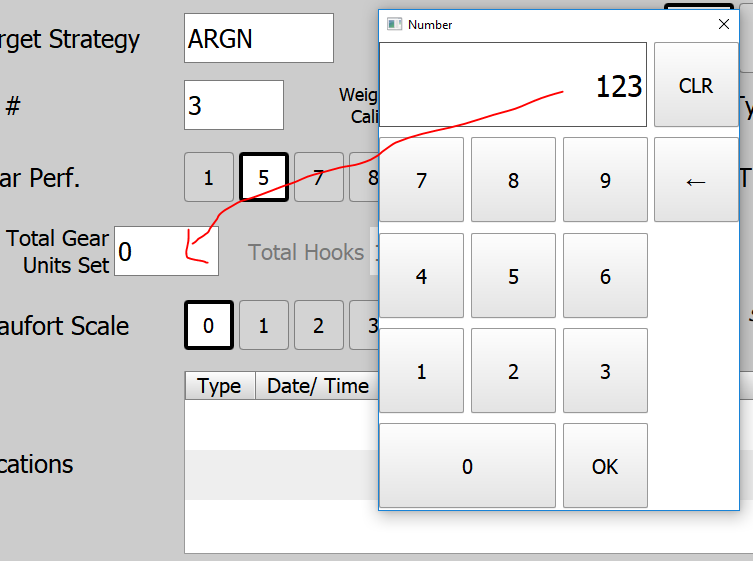 rget Strategy ARGN
#
3
Weig
Cali
ar Perf. 1 5 7 8
Total Gear
Units Set
0
Total Hooks
aufort Scale 0 1 2 3
Type Date/ Time
cations
Number
123 CLR
7 8 9 ←
4 5 6
1 2 3
0 OK